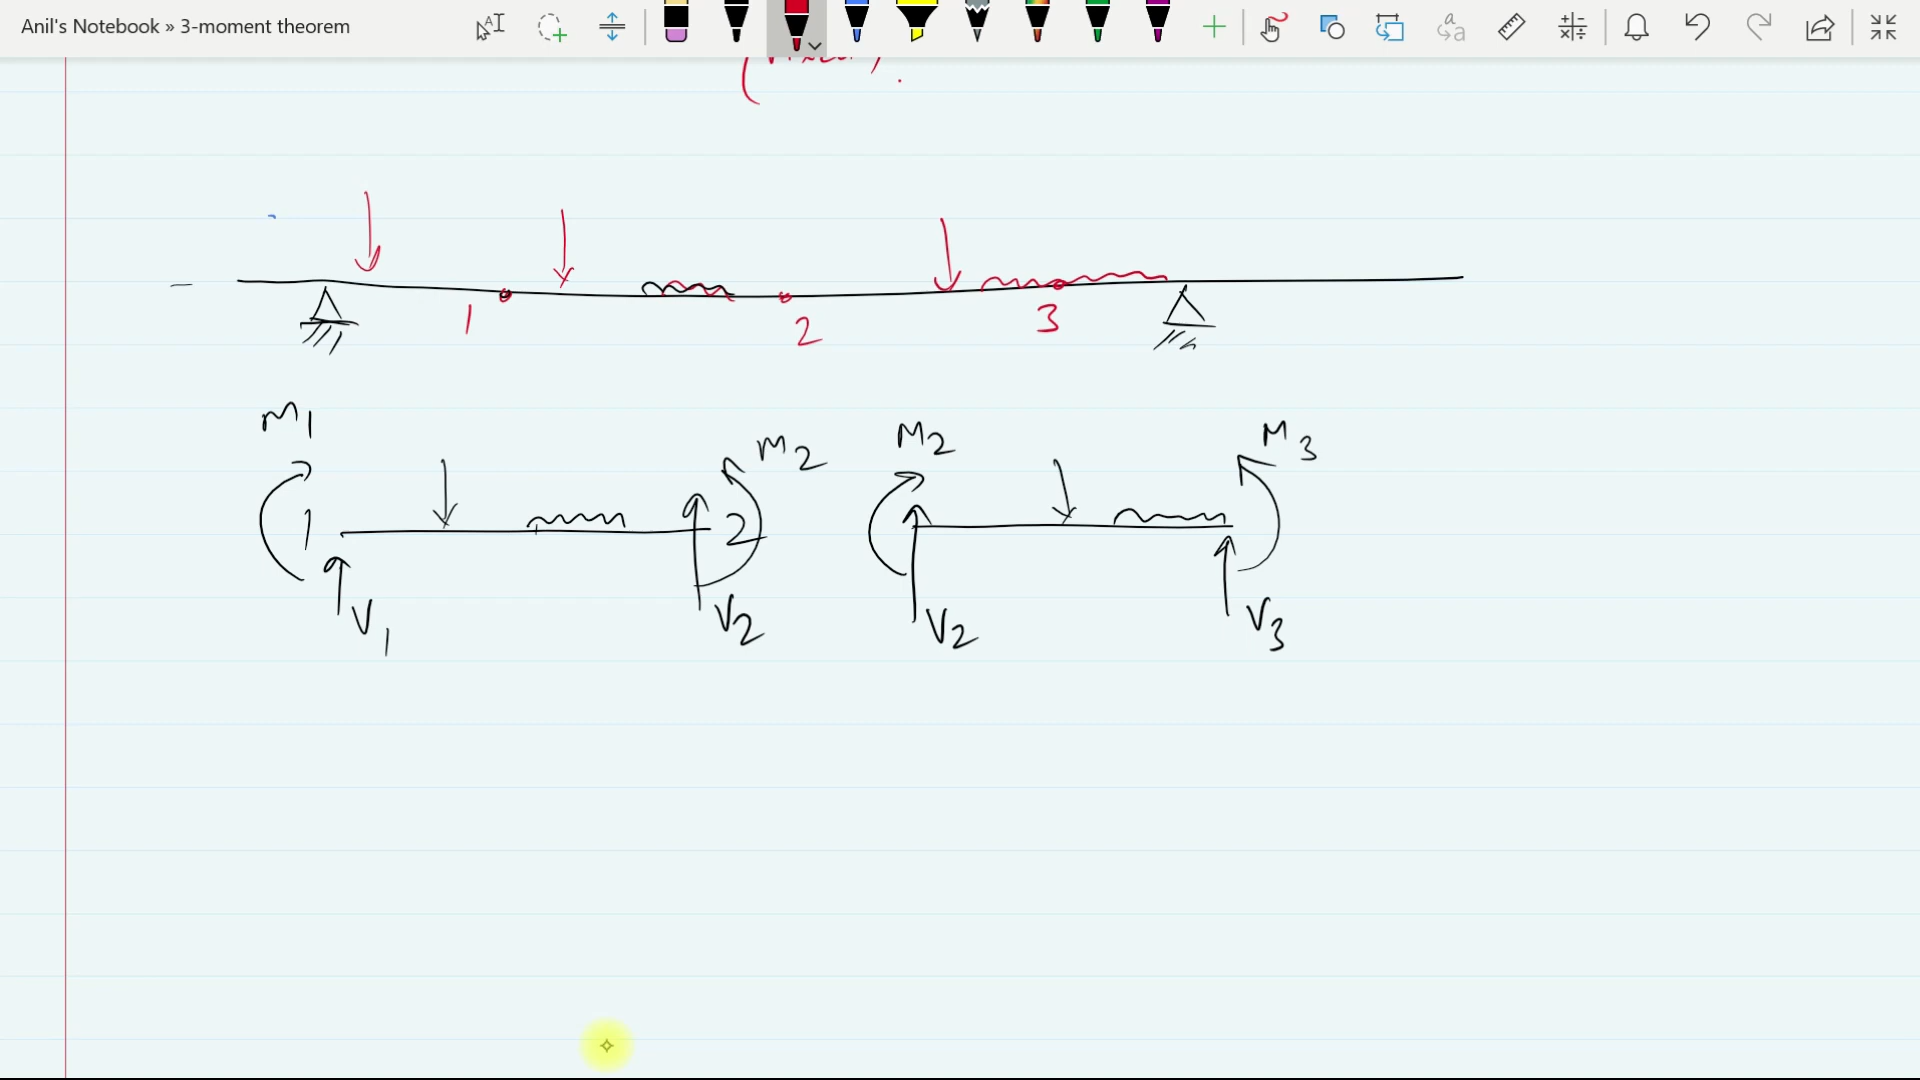 Anil's Notebook » 3-moment theorem
1 2 3
M1 M2 M2 M3
1 2
V1 V2 V2 V3